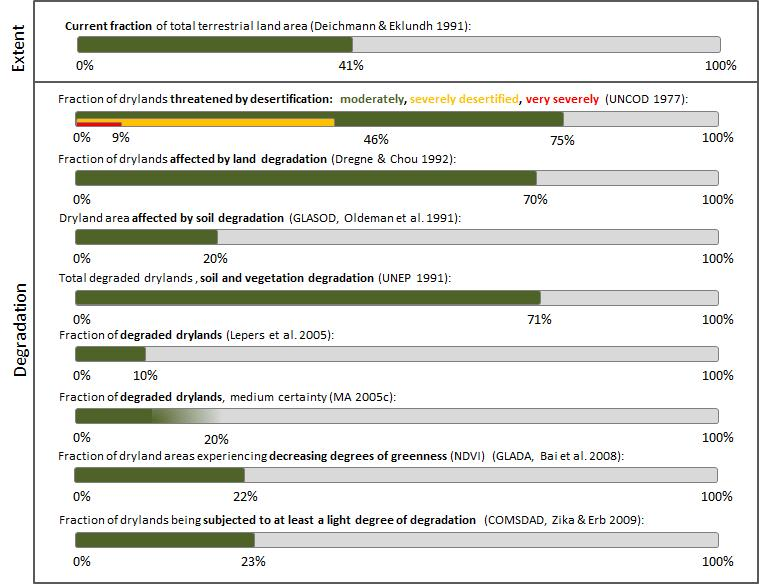 Extent
Current fraction of total terrestrial land area (Deichmann & Eklundh 1991):
0% 41% 100%
Degradation
Fraction of drylands threatened by desertification: moderately, severely desertified, very severely (UNCOD 1977):
0% 9% 46% 75% 100%
Fraction of drylands affected by land degradation (Dregne & Chou 1992):
0% 70% 100%
Dryland area affected by soil degradation (GLASOD, Oldeman et al. 1991):
0% 20% 100%
Total degraded drylands, soil and vegetation degradation (UNEP 1991):
0% 71% 100%
Fraction of degraded drylands (Lepers et al. 2005):
0% 10% 100%
Fraction of degraded drylands, medium certainty (MA 2005c):
0% 20% 100%
Fraction of dryland areas experiencing decreasing degrees of greenness (NDVI) (GLADA, Bai et al. 2008):
0% 22% 100%
Fraction of drylands being subjected to at least a light degree of degradation (COMSDAD, Zika & Erb 2009):
0% 23% 100%